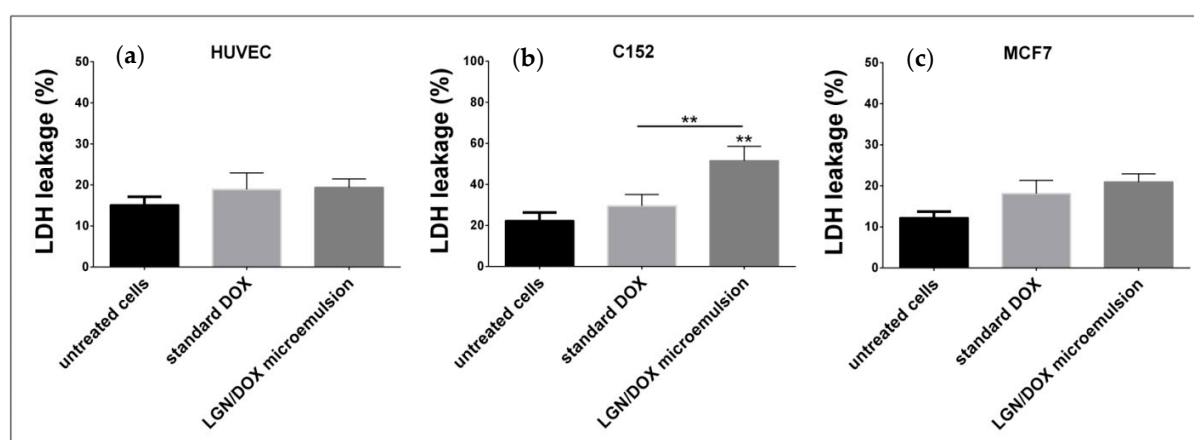 (a)
HUVEC
LDH leakage (%)
50
40
30
20
10
0
untreated cells
standard DOX
LGN/DOX microemulsion
(b)
C152
LDH leakage (%)
100
80
60
40
20
0
**
**
untreated cells
standard DOX
LGN/DOX microemulsion
(c)
MCF7
LDH leakage (%)
50
40
30
20
10
0
untreated cells
standard DOX
LGN/DOX microemulsion